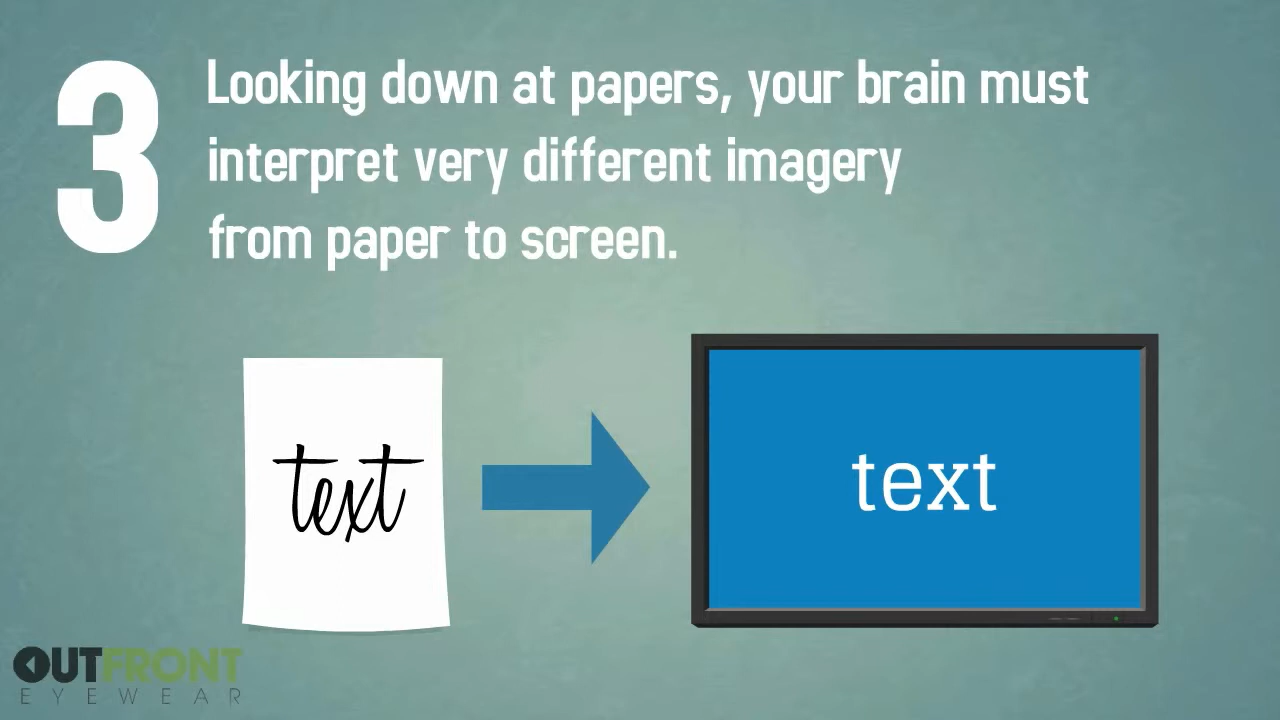 3
Looking down at papers, your brain must
interpret very different imagery
from paper to screen.
text
text
OUTFRONT
EYEWEAR